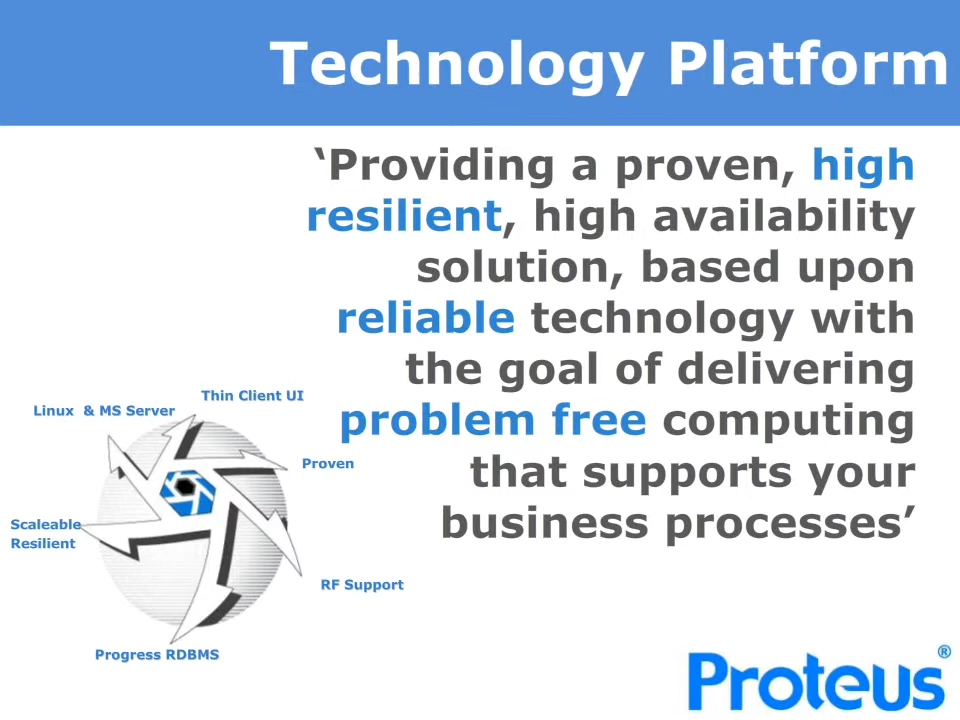 Technology Platform
‘Providing a proven, high
resilient, high availability
solution, based upon
reliable technology with
the goal of delivering
problem free computing
that supports your
business processes’
Thin Client UI
Linux & MS Server
Proven
Scaleable
Resilient
RF Support
Progress RDBMS
Proteus®